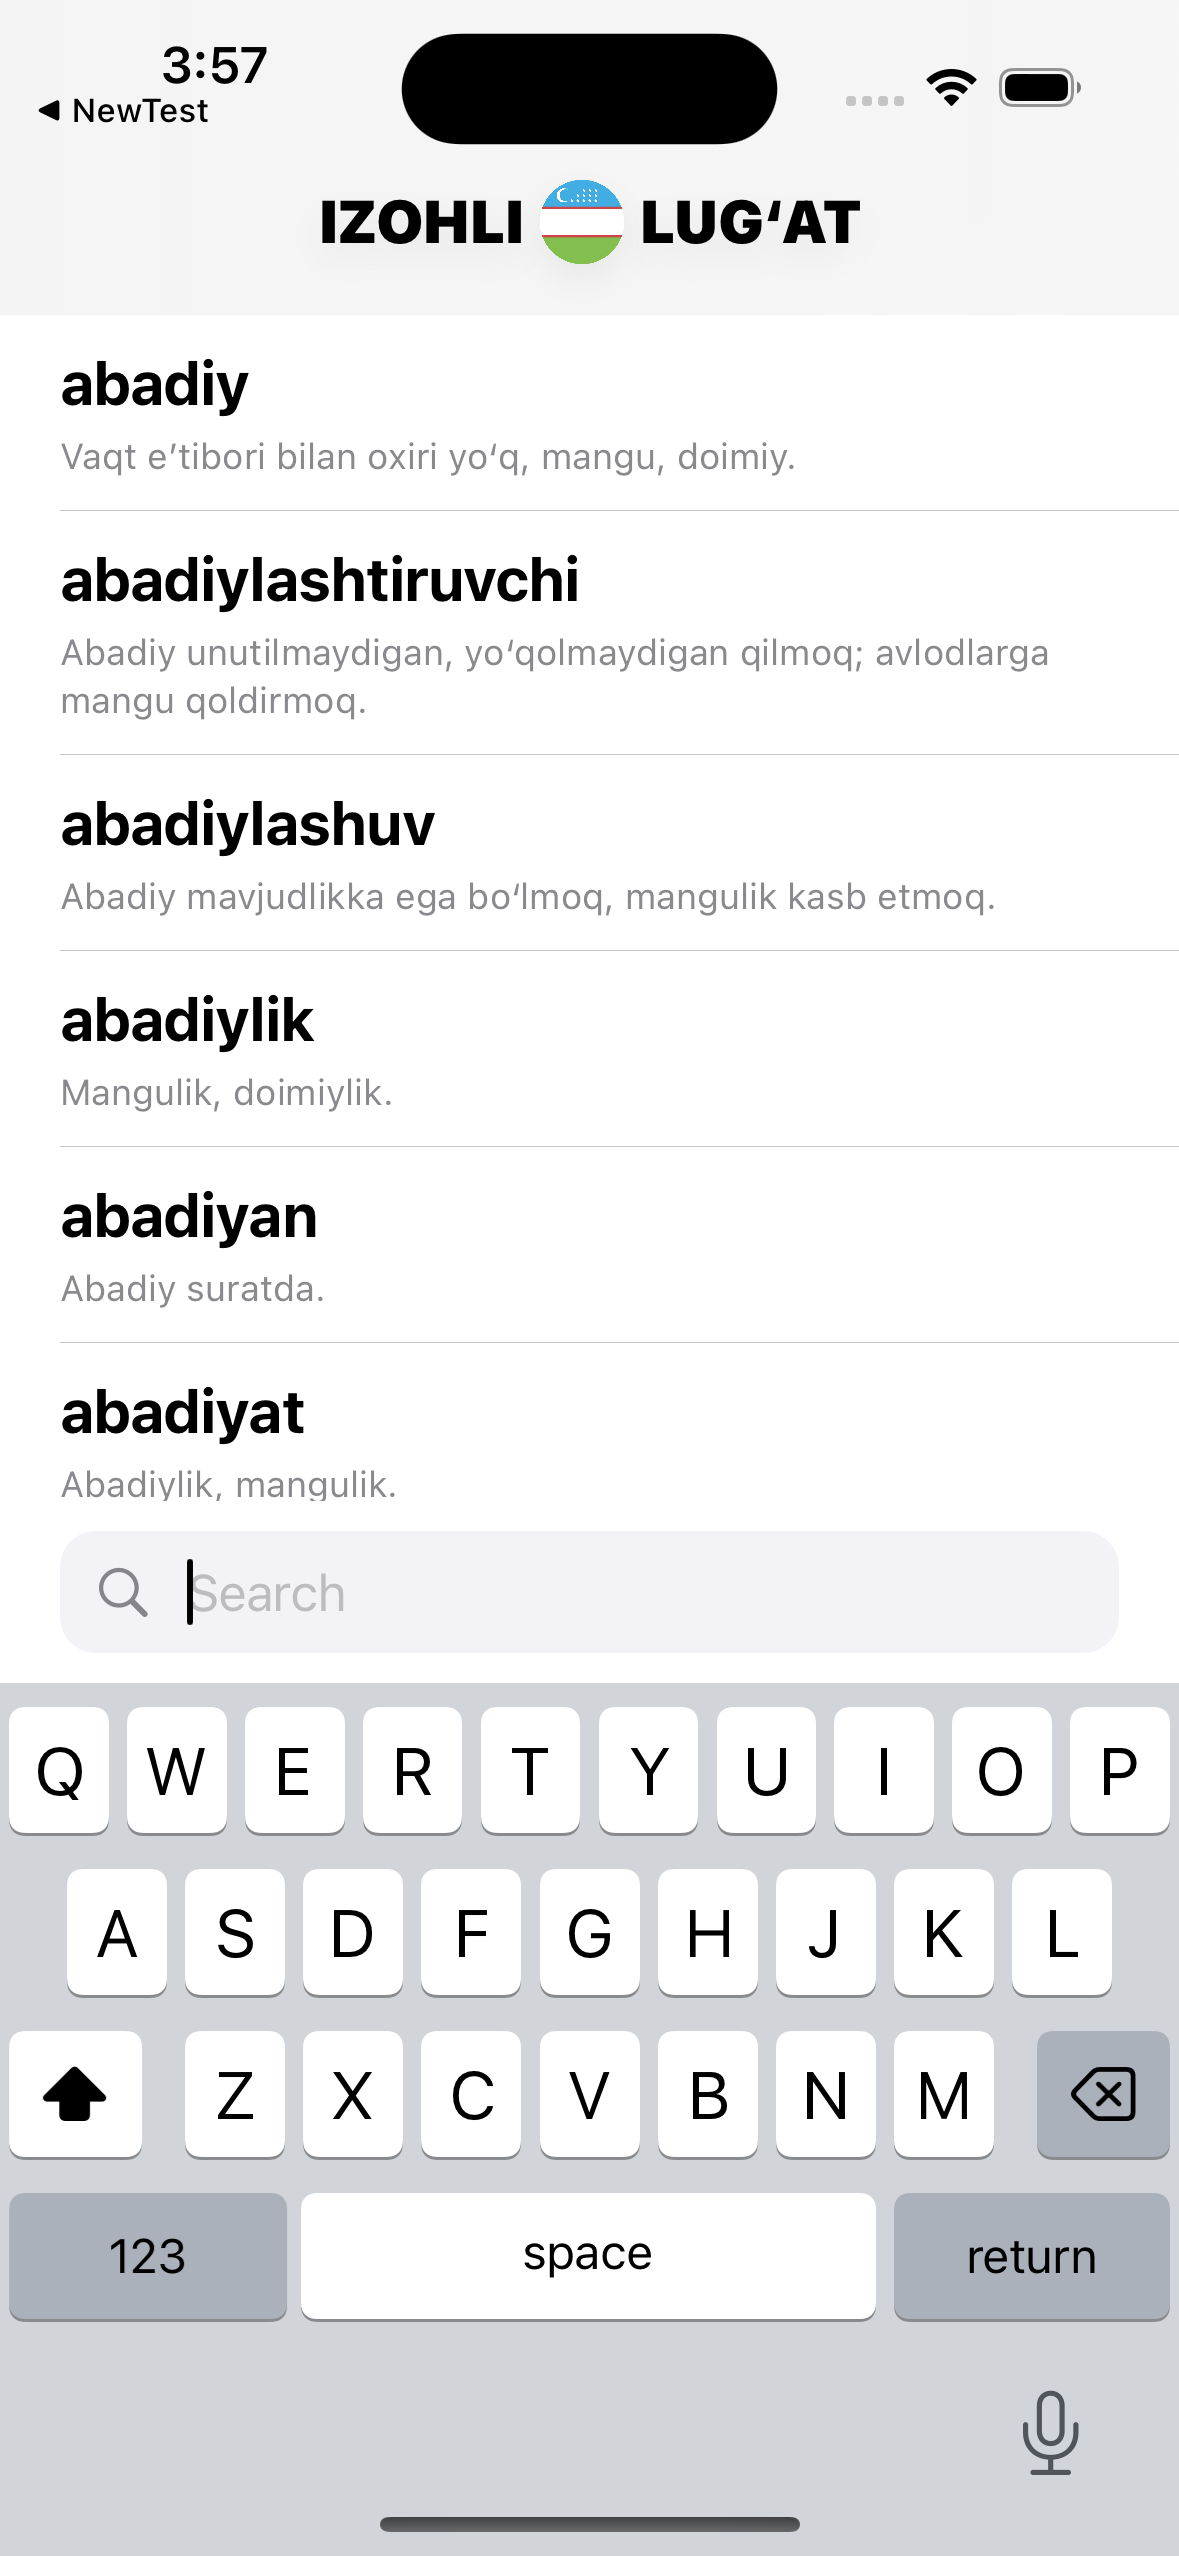 3:57
NewTest
IZOHLI LUG‘AT
abadiy
Vaqt e’tibori bilan oxiri yo‘q, mangu, doimiy.
abadiylashtiruvchi
Abadiy unutilmaydigan, yo‘qolmaydigan qilmoq; avlodlarga
mangu qoldirmoq.
abadiylashuv
Abadiy mavjudlikka ega bo‘lmoq, mangulik kasb etmoq.
abadiylik
Mangulik, doimiylik.
abadiyan
Abadiy suratda.
abadiyat
Abadiylik, mangulik.
Search
Q W E R T Y U I O P
A S D F G H J K L
Z X C V B N M
123 space return